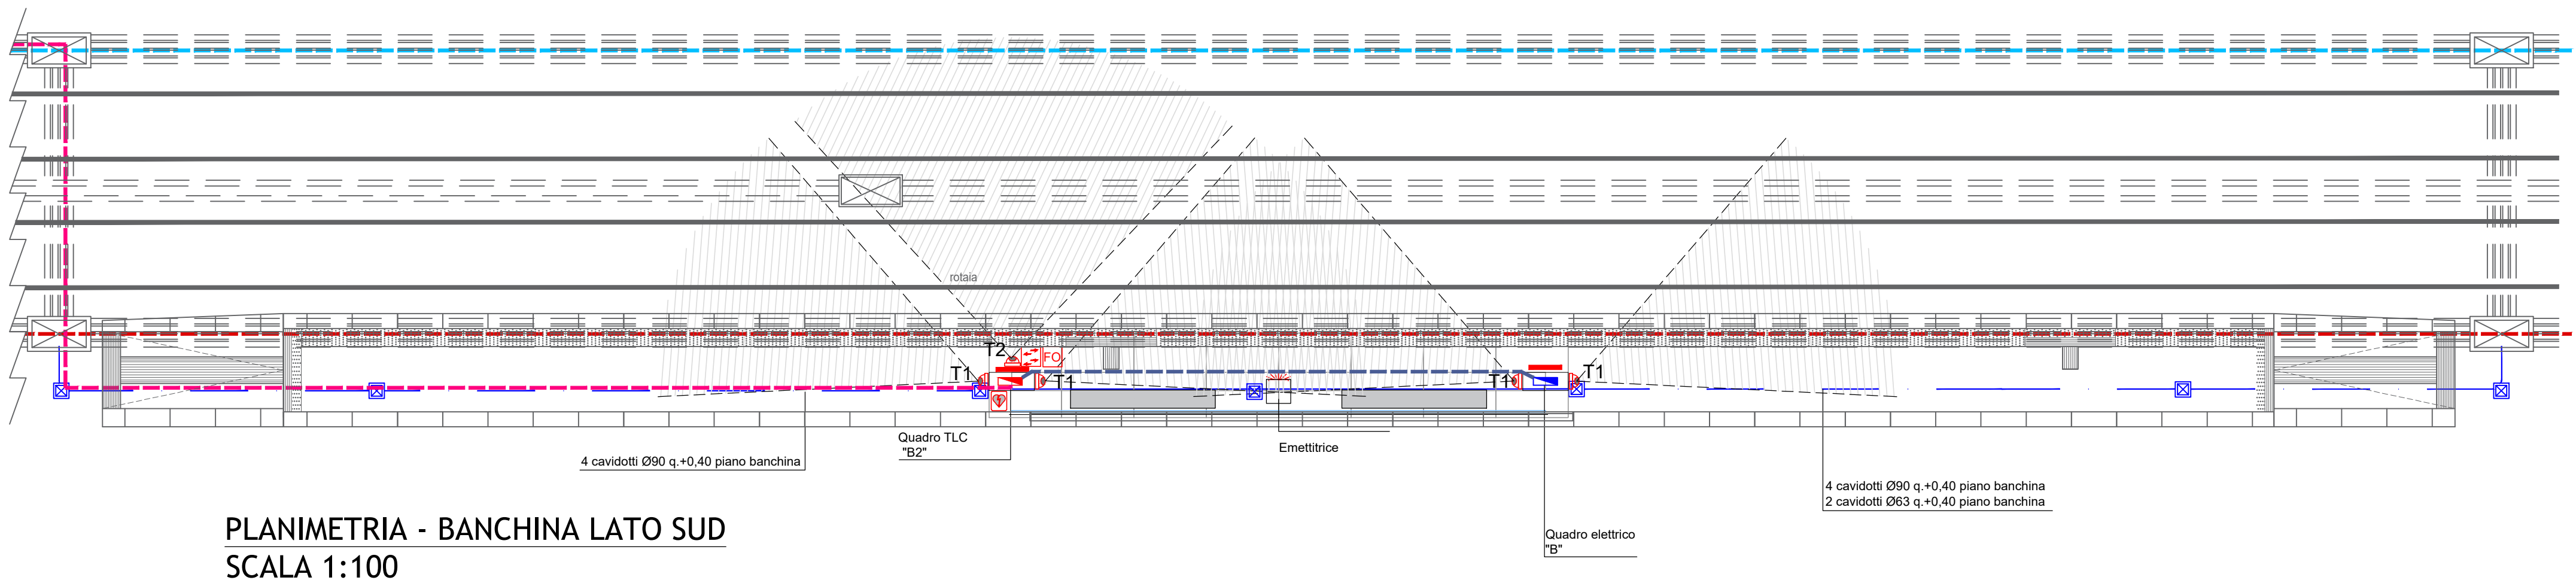 rotaia
T2
FO
T1
T1
T1
T1
Quadro TLC
"B2"
4 cavidotti Ø90 q.+0,40 piano banchina
Emettitrice
4 cavidotti Ø90 q.+0,40 piano banchina
2 cavidotti Ø63 q.+0,40 piano banchina
Quadro elettrico
"B"
PLANIMETRIA - BANCHINA LATO SUD
SCALA 1:100